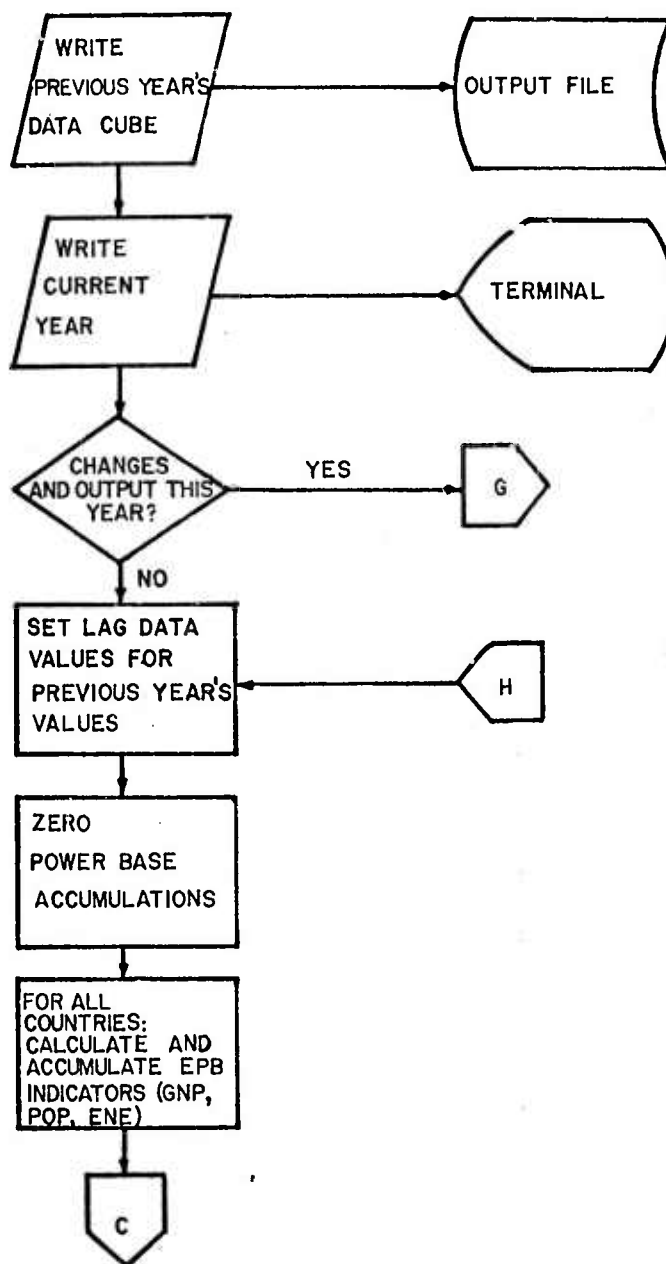 WRITE
PREVIOUS YEAR'S
DATA CUBE
OUTPUT FILE
WRITE
CURRENT
YEAR
TERMINAL
CHANGES
AND OUTPUT THIS
YEAR?
YES
G
NO
SET LAG DATA
VALUES FOR
PREVIOUS YEAR'S
VALUES
H
ZERO
POWER BASE
ACCUMULATIONS
FOR ALL
COUNTRIES:
CALCULATE AND
ACCUMULATE EPB
INDICATORS (GNP,
POP, ENE)
C